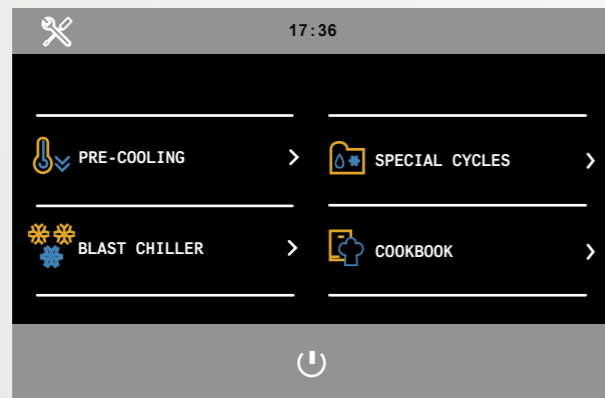 17:36
PRE-COOLING
SPECIAL CYCLES
BLAST CHILLER
COOKBOOK